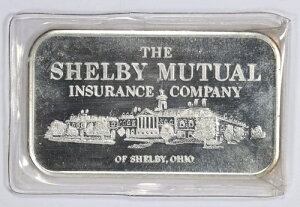 THE
SHELBY MUTUAL
INSURANCE COMPANY
OF SHELBY, OHIO